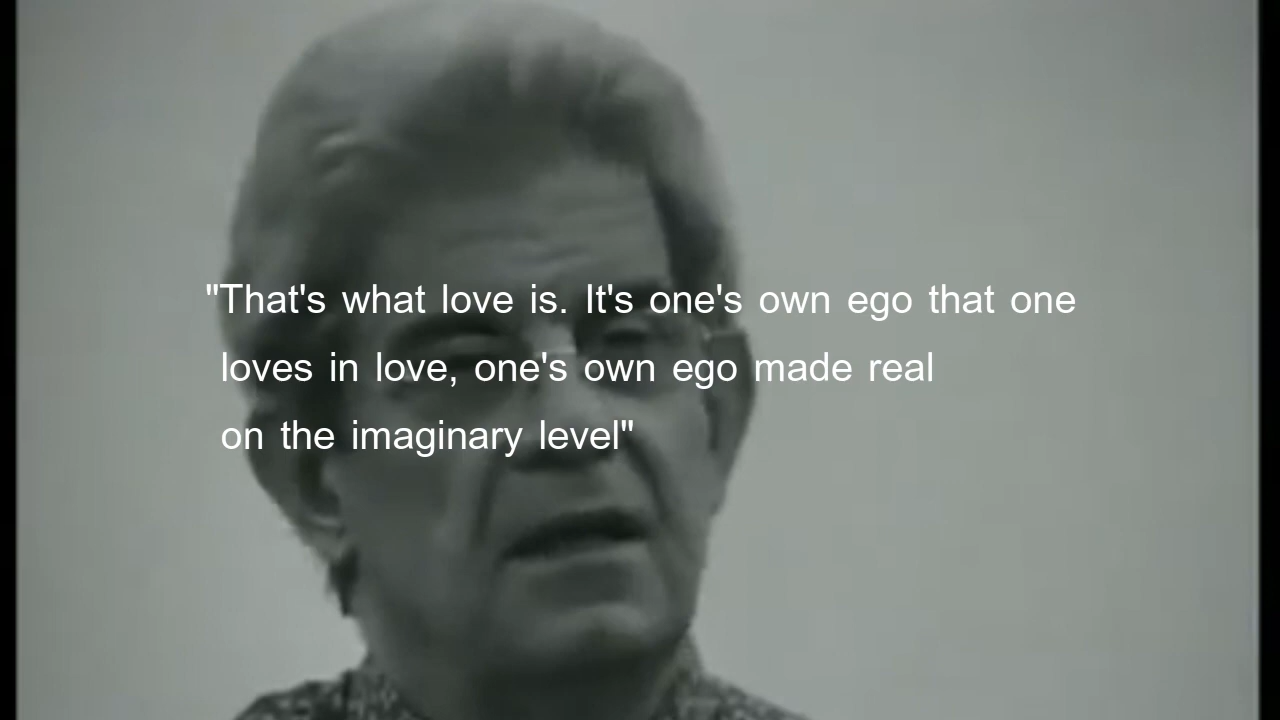 "That's what love is. It's one's own ego that one
loves in love, one's own ego made real
on the imaginary level"